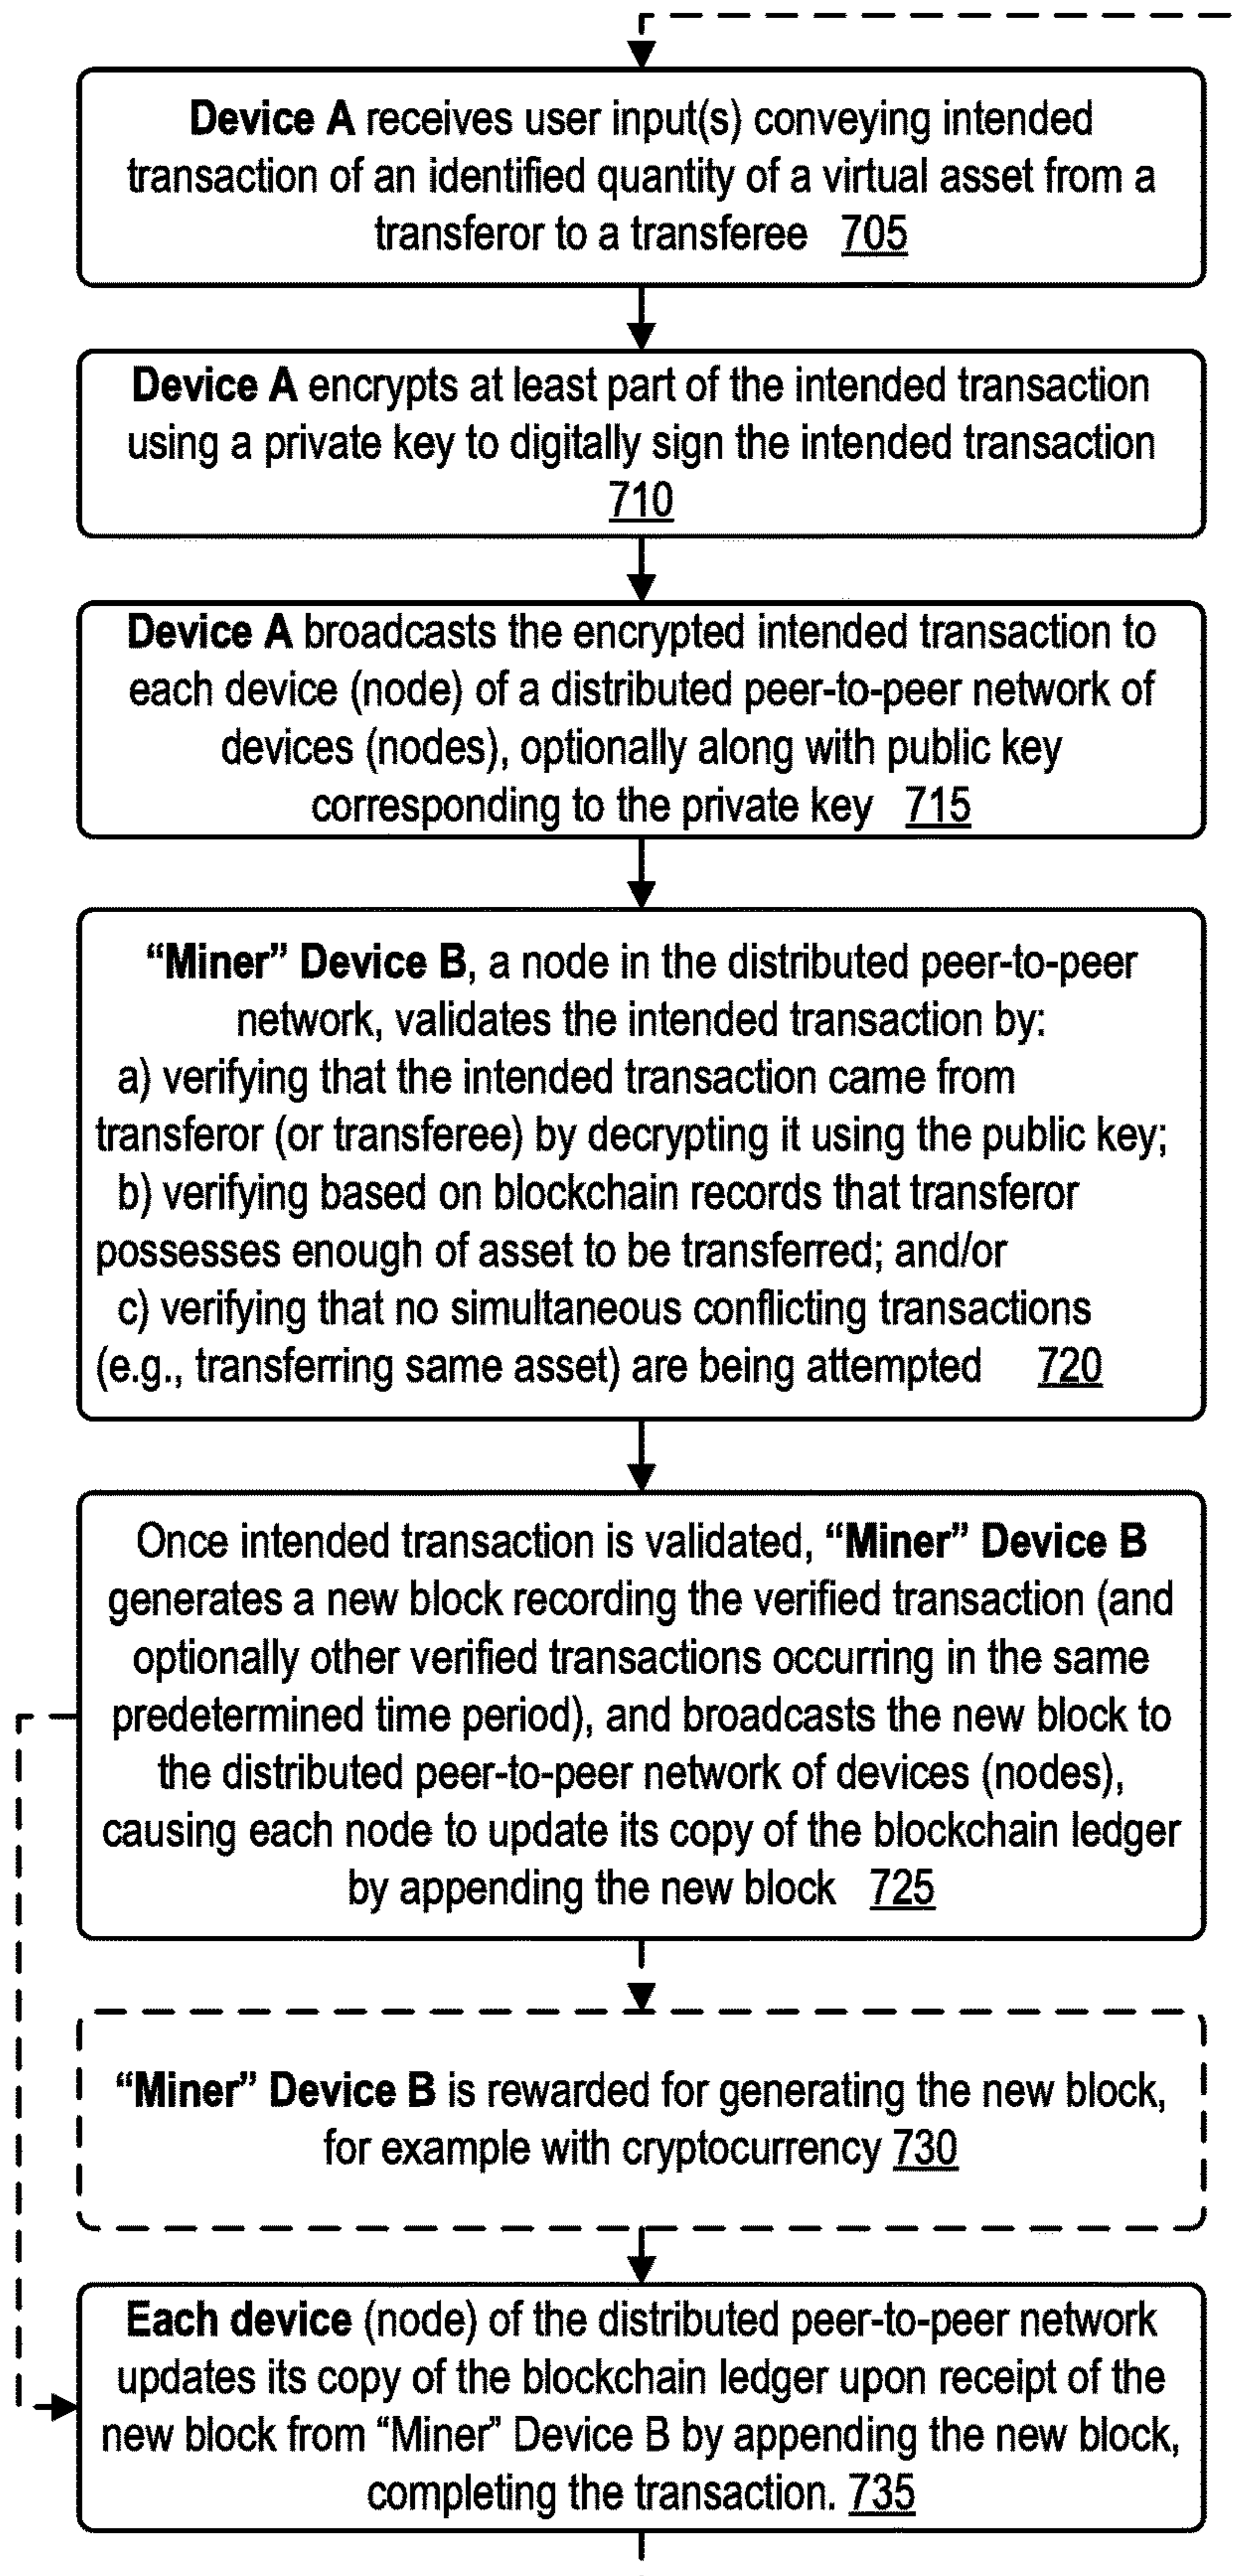 Device A receives user input(s) conveying intended
transaction of an identified quantity of a virtual asset from a
transferor to a transferee 705
Device A encrypts at least part of the intended transaction
using a private key to digitally sign the intended transaction
710
Device A broadcasts the encrypted intended transaction to
each device (node) of a distributed peer-to-peer network of
devices (nodes), optionally along with public key
corresponding to the private key 715
“Miner” Device B, a node in the distributed peer-to-peer
network, validates the intended transaction by:
a) verifying that the intended transaction came from
transferor (or transferee) by decrypting it using the public key;
b) verifying based on blockchain records that transferor
possesses enough of asset to be transferred; and/or
c) verifying that no simultaneous conflicting transactions
(e.g., transferring same asset) are being attempted 720
Once intended transaction is validated, “Miner” Device B
generates a new block recording the verified transaction (and
optionally other verified transactions occurring in the same
predetermined time period), and broadcasts the new block to
the distributed peer-to-peer network of devices (nodes),
causing each node to update its copy of the blockchain ledger
by appending the new block 725
“Miner” Device B is rewarded for generating the new block,
for example with cryptocurrency 730
Each device (node) of the distributed peer-to-peer network
updates its copy of the blockchain ledger upon receipt of the
new block from “Miner” Device B by appending the new block,
completing the transaction. 735